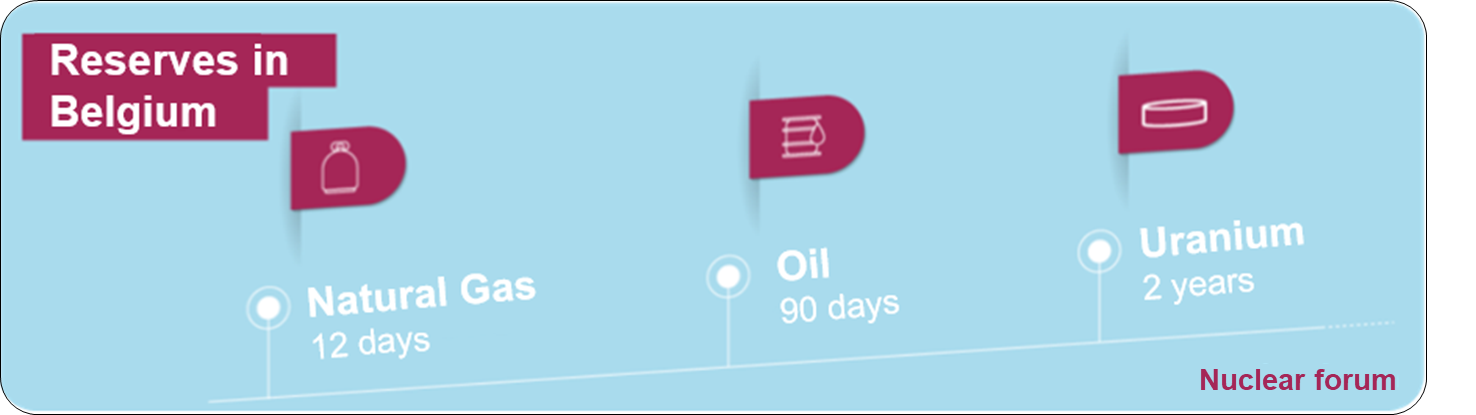 Reserves in
Belgium
Natural Gas
12 days
Oil
90 days
Uranium
2 years
Nuclear forum